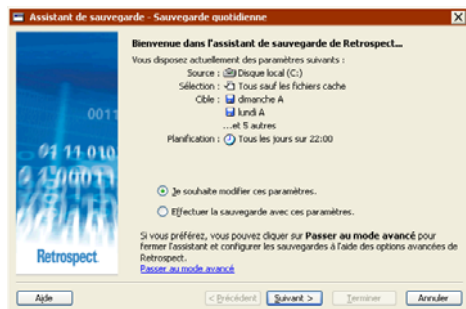 Assistant de sauvegarde - Sauvegarde quotidienne
Bienvenue dans l'assistant de sauvegarde de Retrospect...
Vous disposez actuellement des paramètres suivants :
Source : Disque local (C:)
Sélection : Tous sauf les fichiers cache
Cible : dimanche A
lundi A
...et 5 autres
Planification : Tous les jours sur 22:00
Je souhaite modifier ces paramètres.
Effectuer la sauvegarde avec ces paramètres.
Si vous préférez, vous pouvez cliquer sur Passer au mode avancé pour
fermer l'assistant et configurer les sauvegardes à l'aide des options avancées de
Retrospect.
Passer au mode avancé
0011
01 11 010
Retrospect
Aide
< Précédent
Suivant >
Terminer
Annuler